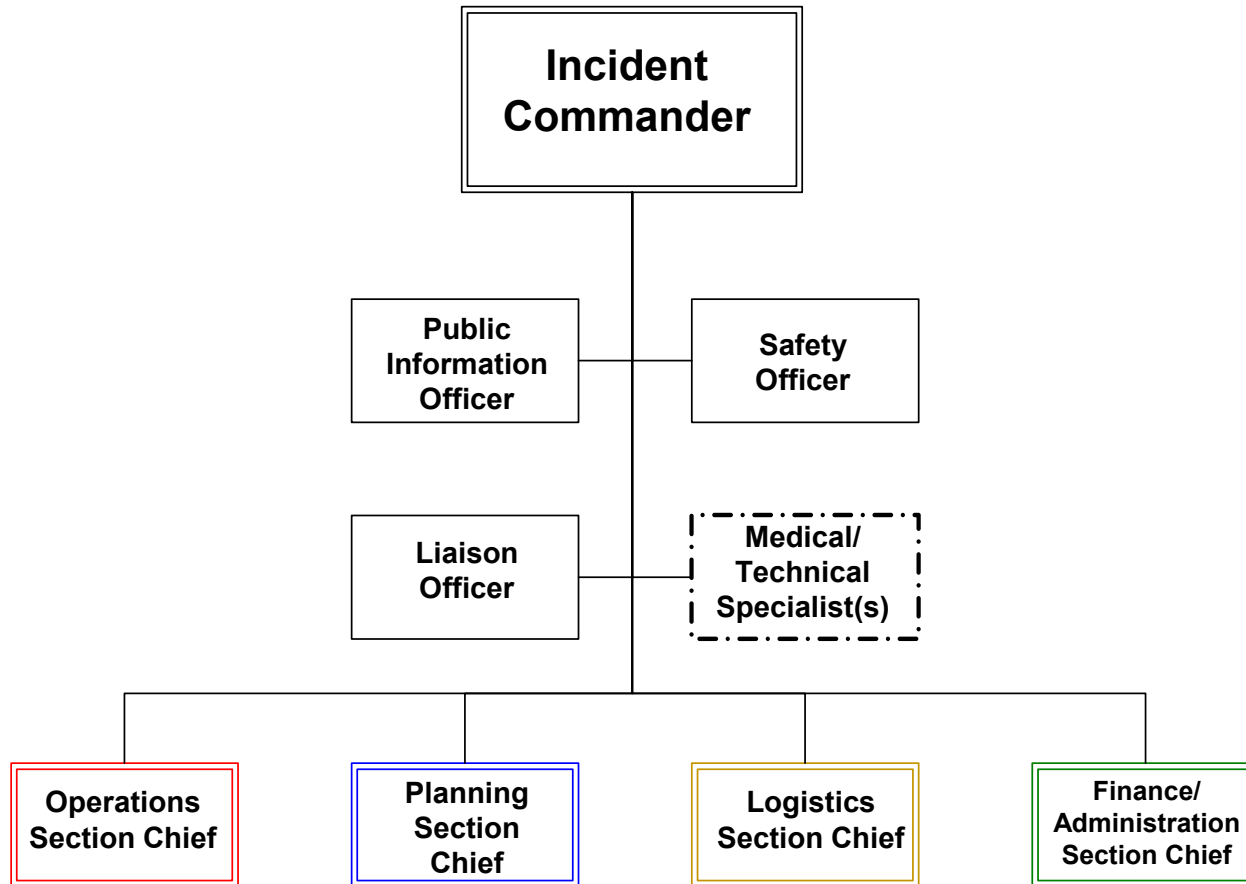 Incident
Commander
Public
Information
Officer
Safety
Officer
Liaison
Officer
Medical/
Technical
Specialist(s)
Operations
Section Chief
Planning
Section
Chief
Logistics
Section Chief
Finance/
Administration
Section Chief